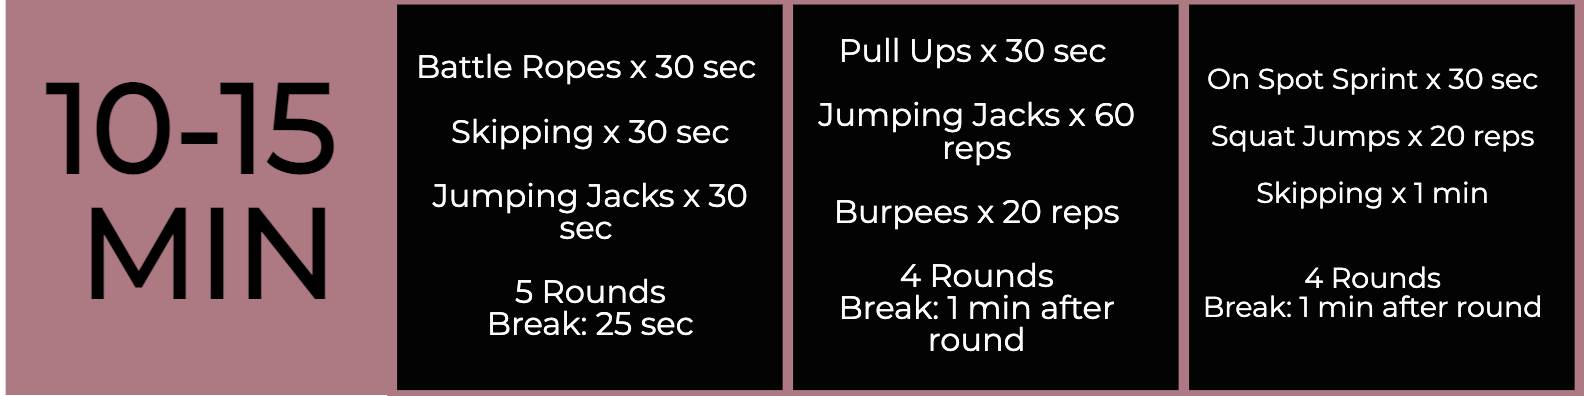 10-15
MIN
Battle Ropes x 30 sec
Skipping x 30 sec
Jumping Jacks x 30
sec
5 Rounds
Break: 25 sec
Pull Ups x 30 sec
Jumping Jacks x 60
reps
Burpees x 20 reps
4 Rounds
Break: 1 min after
round
On Spot Sprint x 30 sec
Squat Jumps x 20 reps
Skipping x 1 min
4 Rounds
Break: 1 min after round